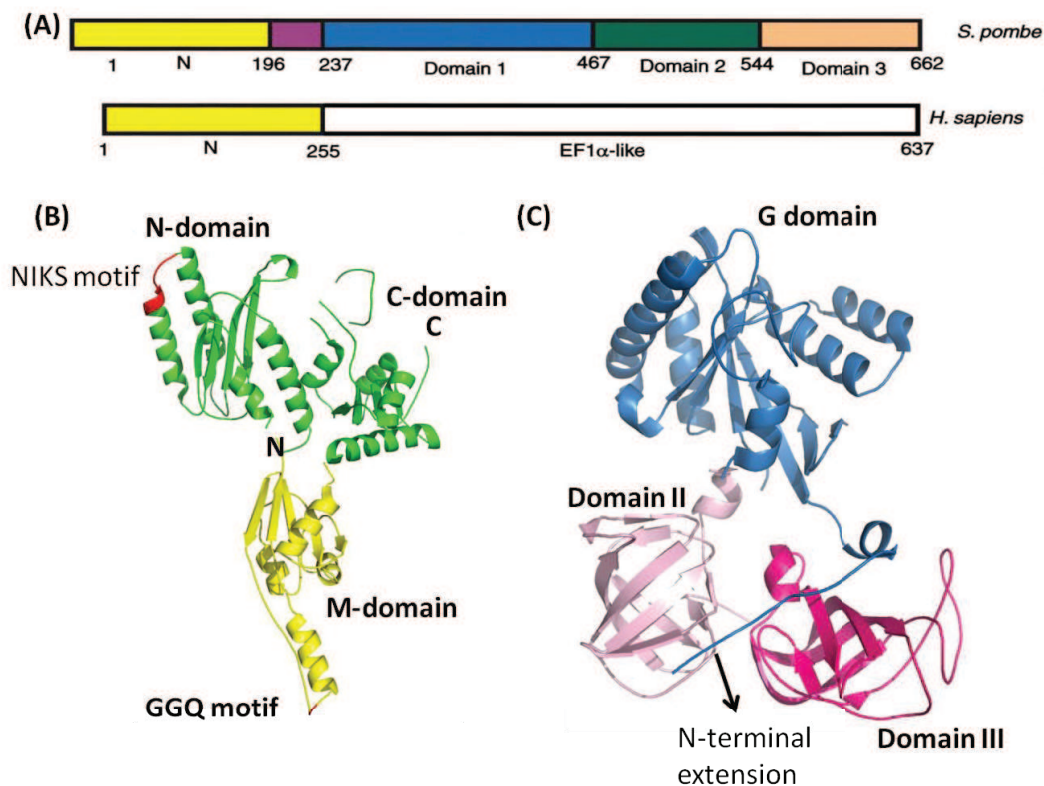 (A)
S. pombe
1 N 196 237 Domain 1 467 Domain 2 544 Domain 3 662
H. sapiens
1 N 255 EF1α-like 637
(B)
N-domain
NIKS motif
C-domain
C
N
M-domain
GGQ motif
(C)
G domain
Domain II
N-terminal
extension
Domain III